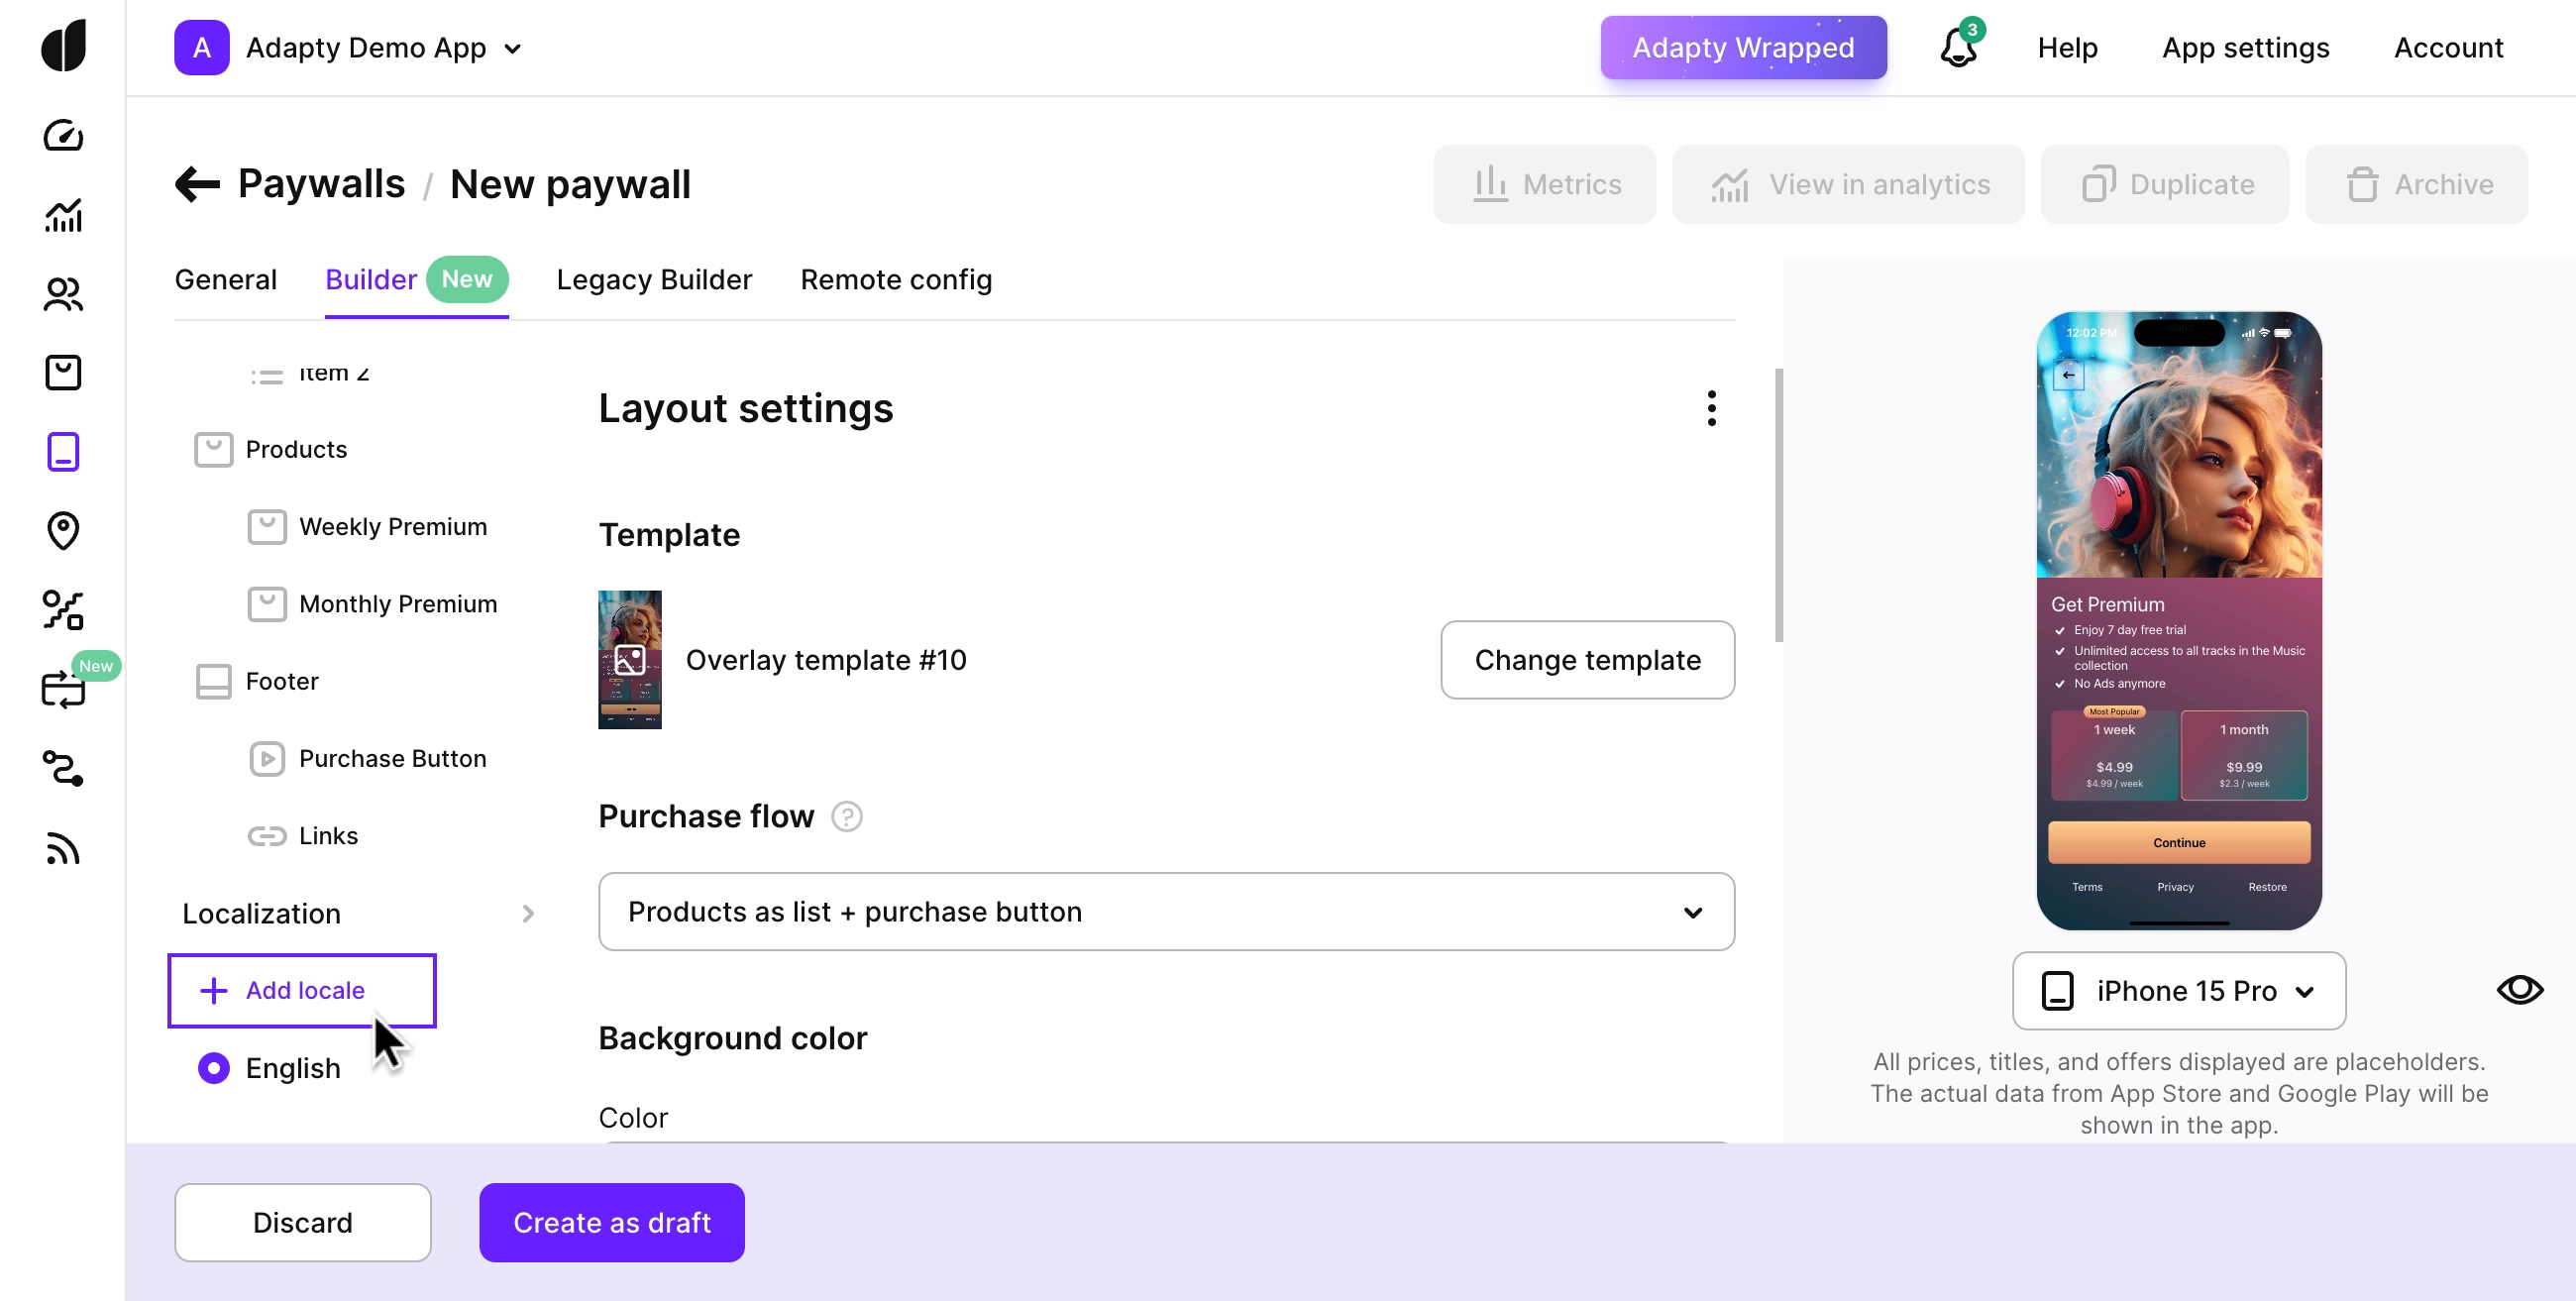 A Adapty Demo App
Adapty Wrapped
3
Help
App settings
Account
Paywalls / New paywall
Metrics
View in analytics
Duplicate
Archive
General
Builder New
Legacy Builder
Remote config
Item 2
Products
Weekly Premium
Monthly Premium
Footer
Purchase Button
Links
Localization
+ Add locale
English
New
Layout settings
Template
Overlay template #10
Change template
Purchase flow ?
Products as list + purchase button
Background color
Color
12:02 PM
Get Premium
Enjoy 7 day free trial
Unlimited access to all tracks in the Music
collection
No Ads anymore
Most Popular
1 week
$4.99
$4.99 / week
1 month
$9.99
$2.3 / week
Continue
Terms
Privacy
Restore
iPhone 15 Pro
All prices, titles, and offers displayed are placeholders.
The actual data from App Store and Google Play will be
shown in the app.
Discard
Create as draft